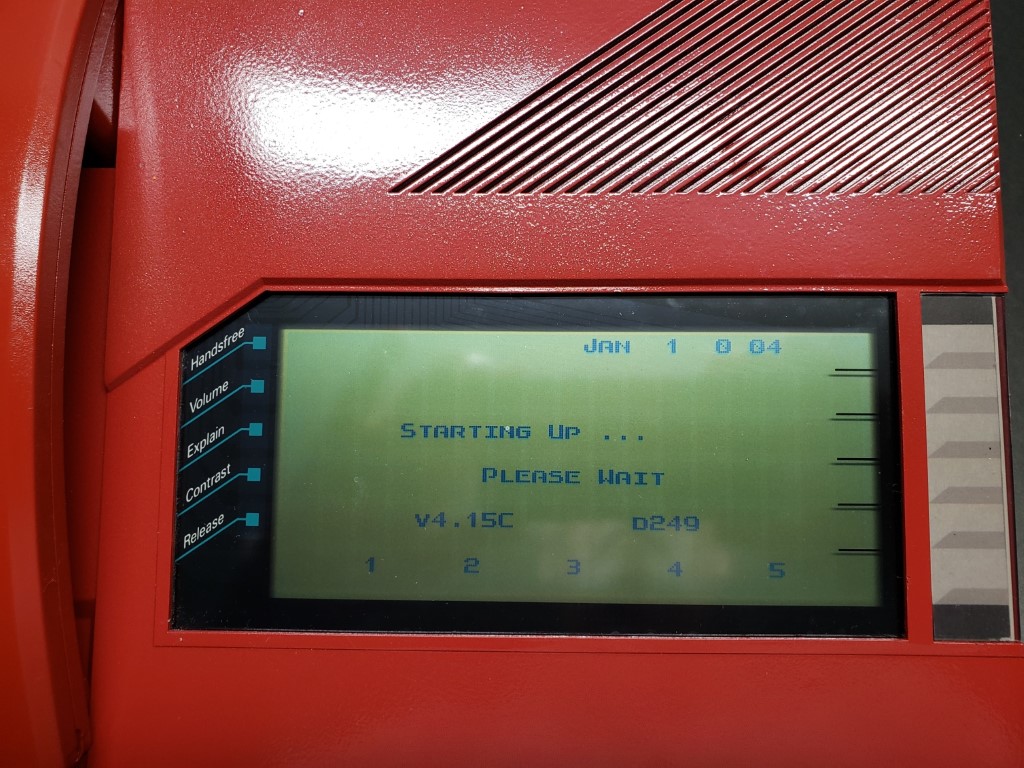 JAN 1 0 04
Handsfree
Volume
Explain
Contrast
Release
STARTING UP ...
PLEASE WAIT
v4.15C D249
1 2 3 4 5